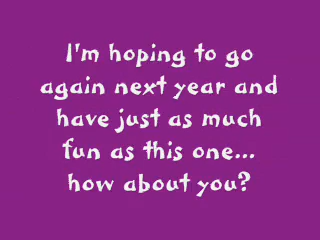 I'm hoping to go
again next year and
have just as much
fun as this one...
how about you?